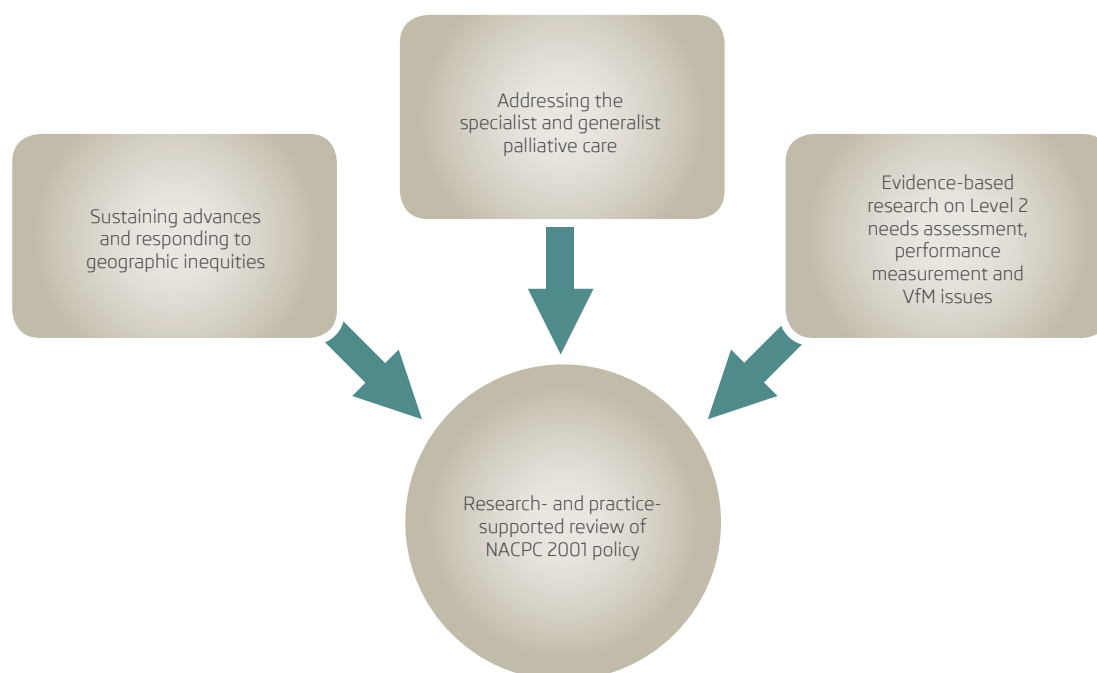 Addressing the
specialist and generalist
palliative care
Sustaining advances
and responding to
geographic inequities
Evidence-based
research on Level 2
needs assessment,
performance
measurement and
VfM issues
Research- and practice-
supported review of
NACPC 2001 policy